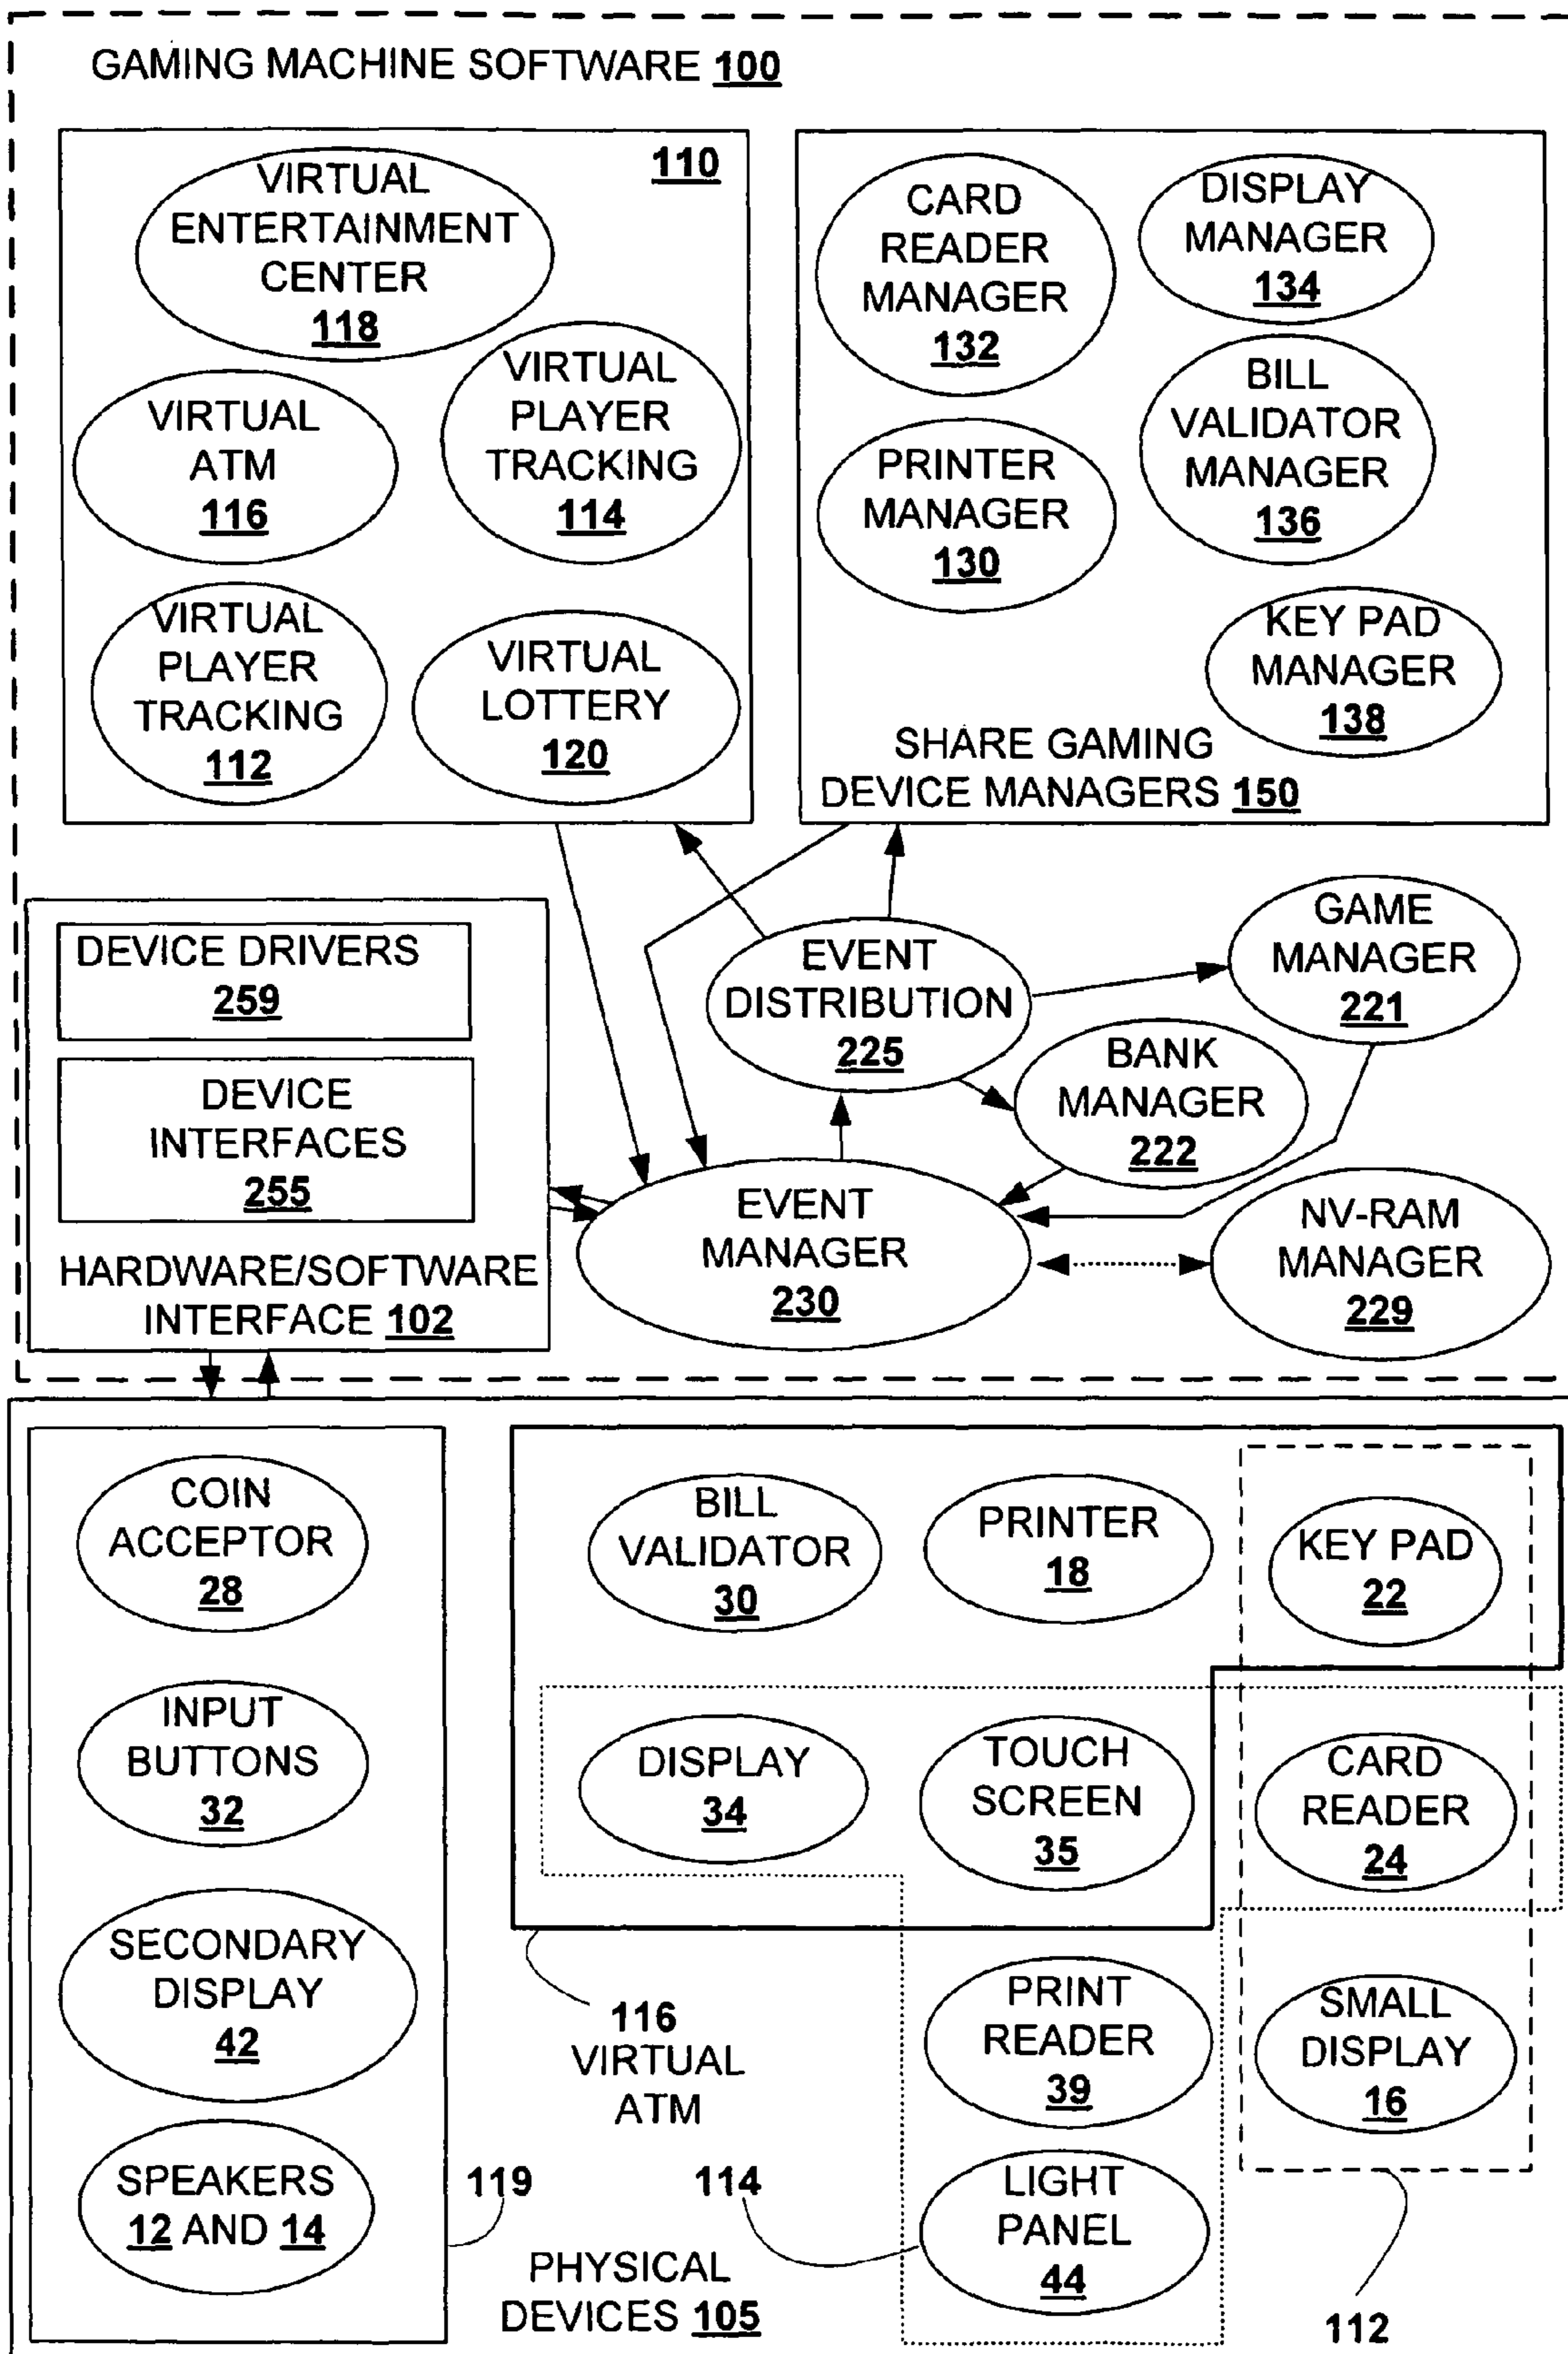 GAMING MACHINE SOFTWARE 100
110
VIRTUAL
ENTERTAINMENT
CENTER
118
VIRTUAL
PLAYER
TRACKING
114
VIRTUAL
ATM
116
VIRTUAL
PLAYER
TRACKING
112
VIRTUAL
LOTTERY
120
CARD
READER
MANAGER
132
DISPLAY
MANAGER
134
BILL
VALIDATOR
MANAGER
136
PRINTER
MANAGER
130
KEY PAD
MANAGER
138
SHARE GAMING
DEVICE MANAGERS 150
DEVICE DRIVERS
259
DEVICE
INTERFACES
255
HARDWARE/SOFTWARE
INTERFACE 102
EVENT
DISTRIBUTION
225
GAME
MANAGER
221
BANK
MANAGER
222
EVENT
MANAGER
230
NV-RAM
MANAGER
229
COIN
ACCEPTOR
28
INPUT
BUTTONS
32
SECONDARY
DISPLAY
42
SPEAKERS
12 AND 14
119
BILL
VALIDATOR
30
PRINTER
18
KEY PAD
22
DISPLAY
34
TOUCH
SCREEN
35
CARD
READER
24
116
VIRTUAL
ATM
PRINT
READER
39
SMALL
DISPLAY
16
114
LIGHT
PANEL
44
PHYSICAL
DEVICES 105
112